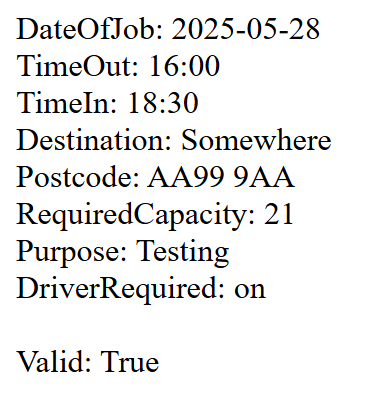 DateOfJob: 2025-05-28
TimeOut: 16:00
TimeIn: 18:30
Destination: Somewhere
Postcode: AA99 9AA
RequiredCapacity: 21
Purpose: Testing
DriverRequired: on
Valid: True